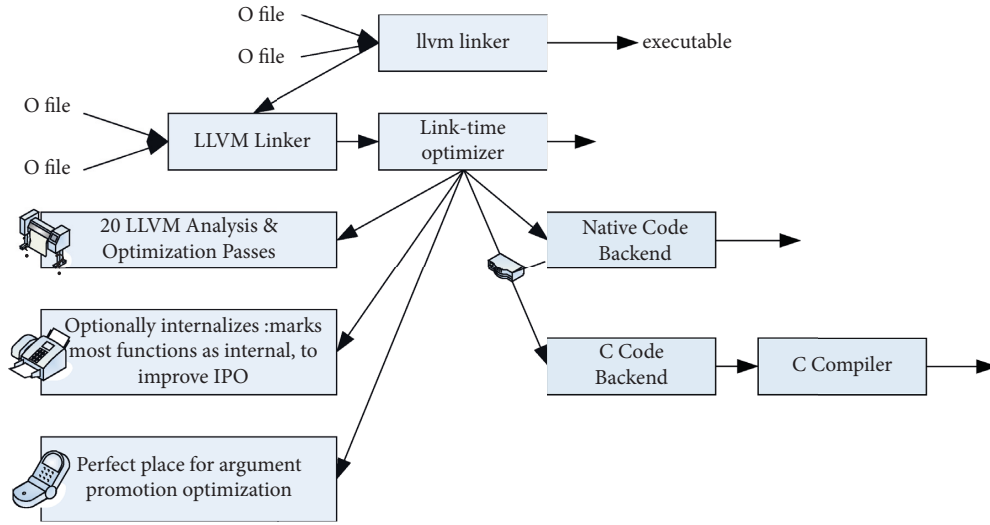 O file
llvm linker
executable
O file
O file
LLVM Linker
Link-time
optimizer
O file
20 LLVM Analysis &
Optimization Passes
Native Code
Backend
Optionally internalizes :marks
most functions as internal, to
improve IPO
C Code
Backend
C Compiler
Perfect place for argument
promotion optimization